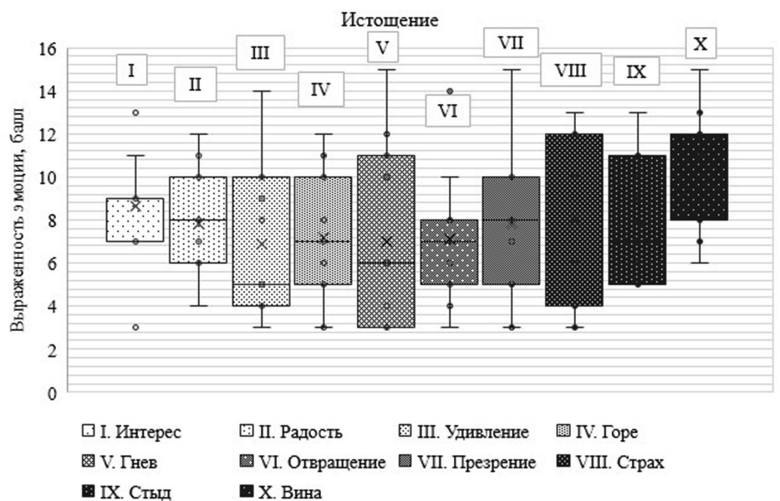 Истощение
Выраженность эмоции, балл
16
14
12
10
8
6
4
2
0
I
II
III
IV
V
VI
VII
VIII
IX
X
I. Интерес II. Радость III. Удивление IV. Горе
V. Гнев VI. Отвращение VII. Презрение VIII. Страх
IX. Стыд X. Вина